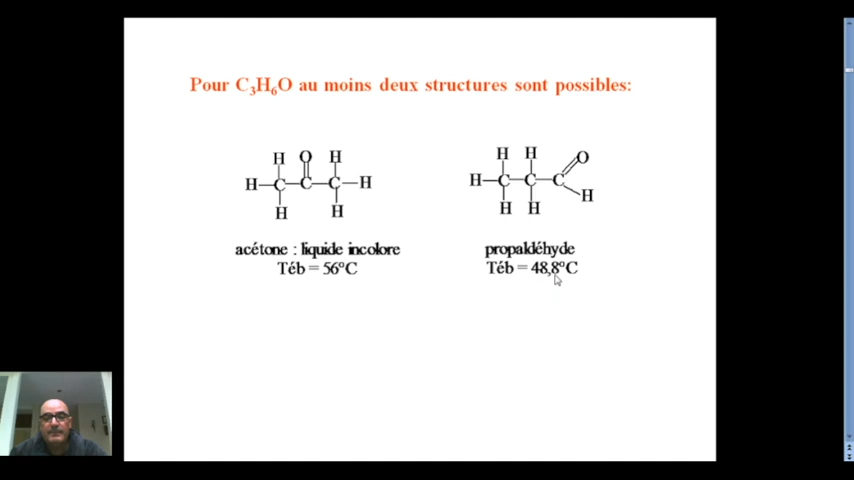 Pour C₃H₆O au moins deux structures sont possibles:
H O H
H C C C H
H H
acétone : liquide incolore
Téb = 56°C
H H O
H C C C
H H H
propaldéhyde
Téb = 48,8°C